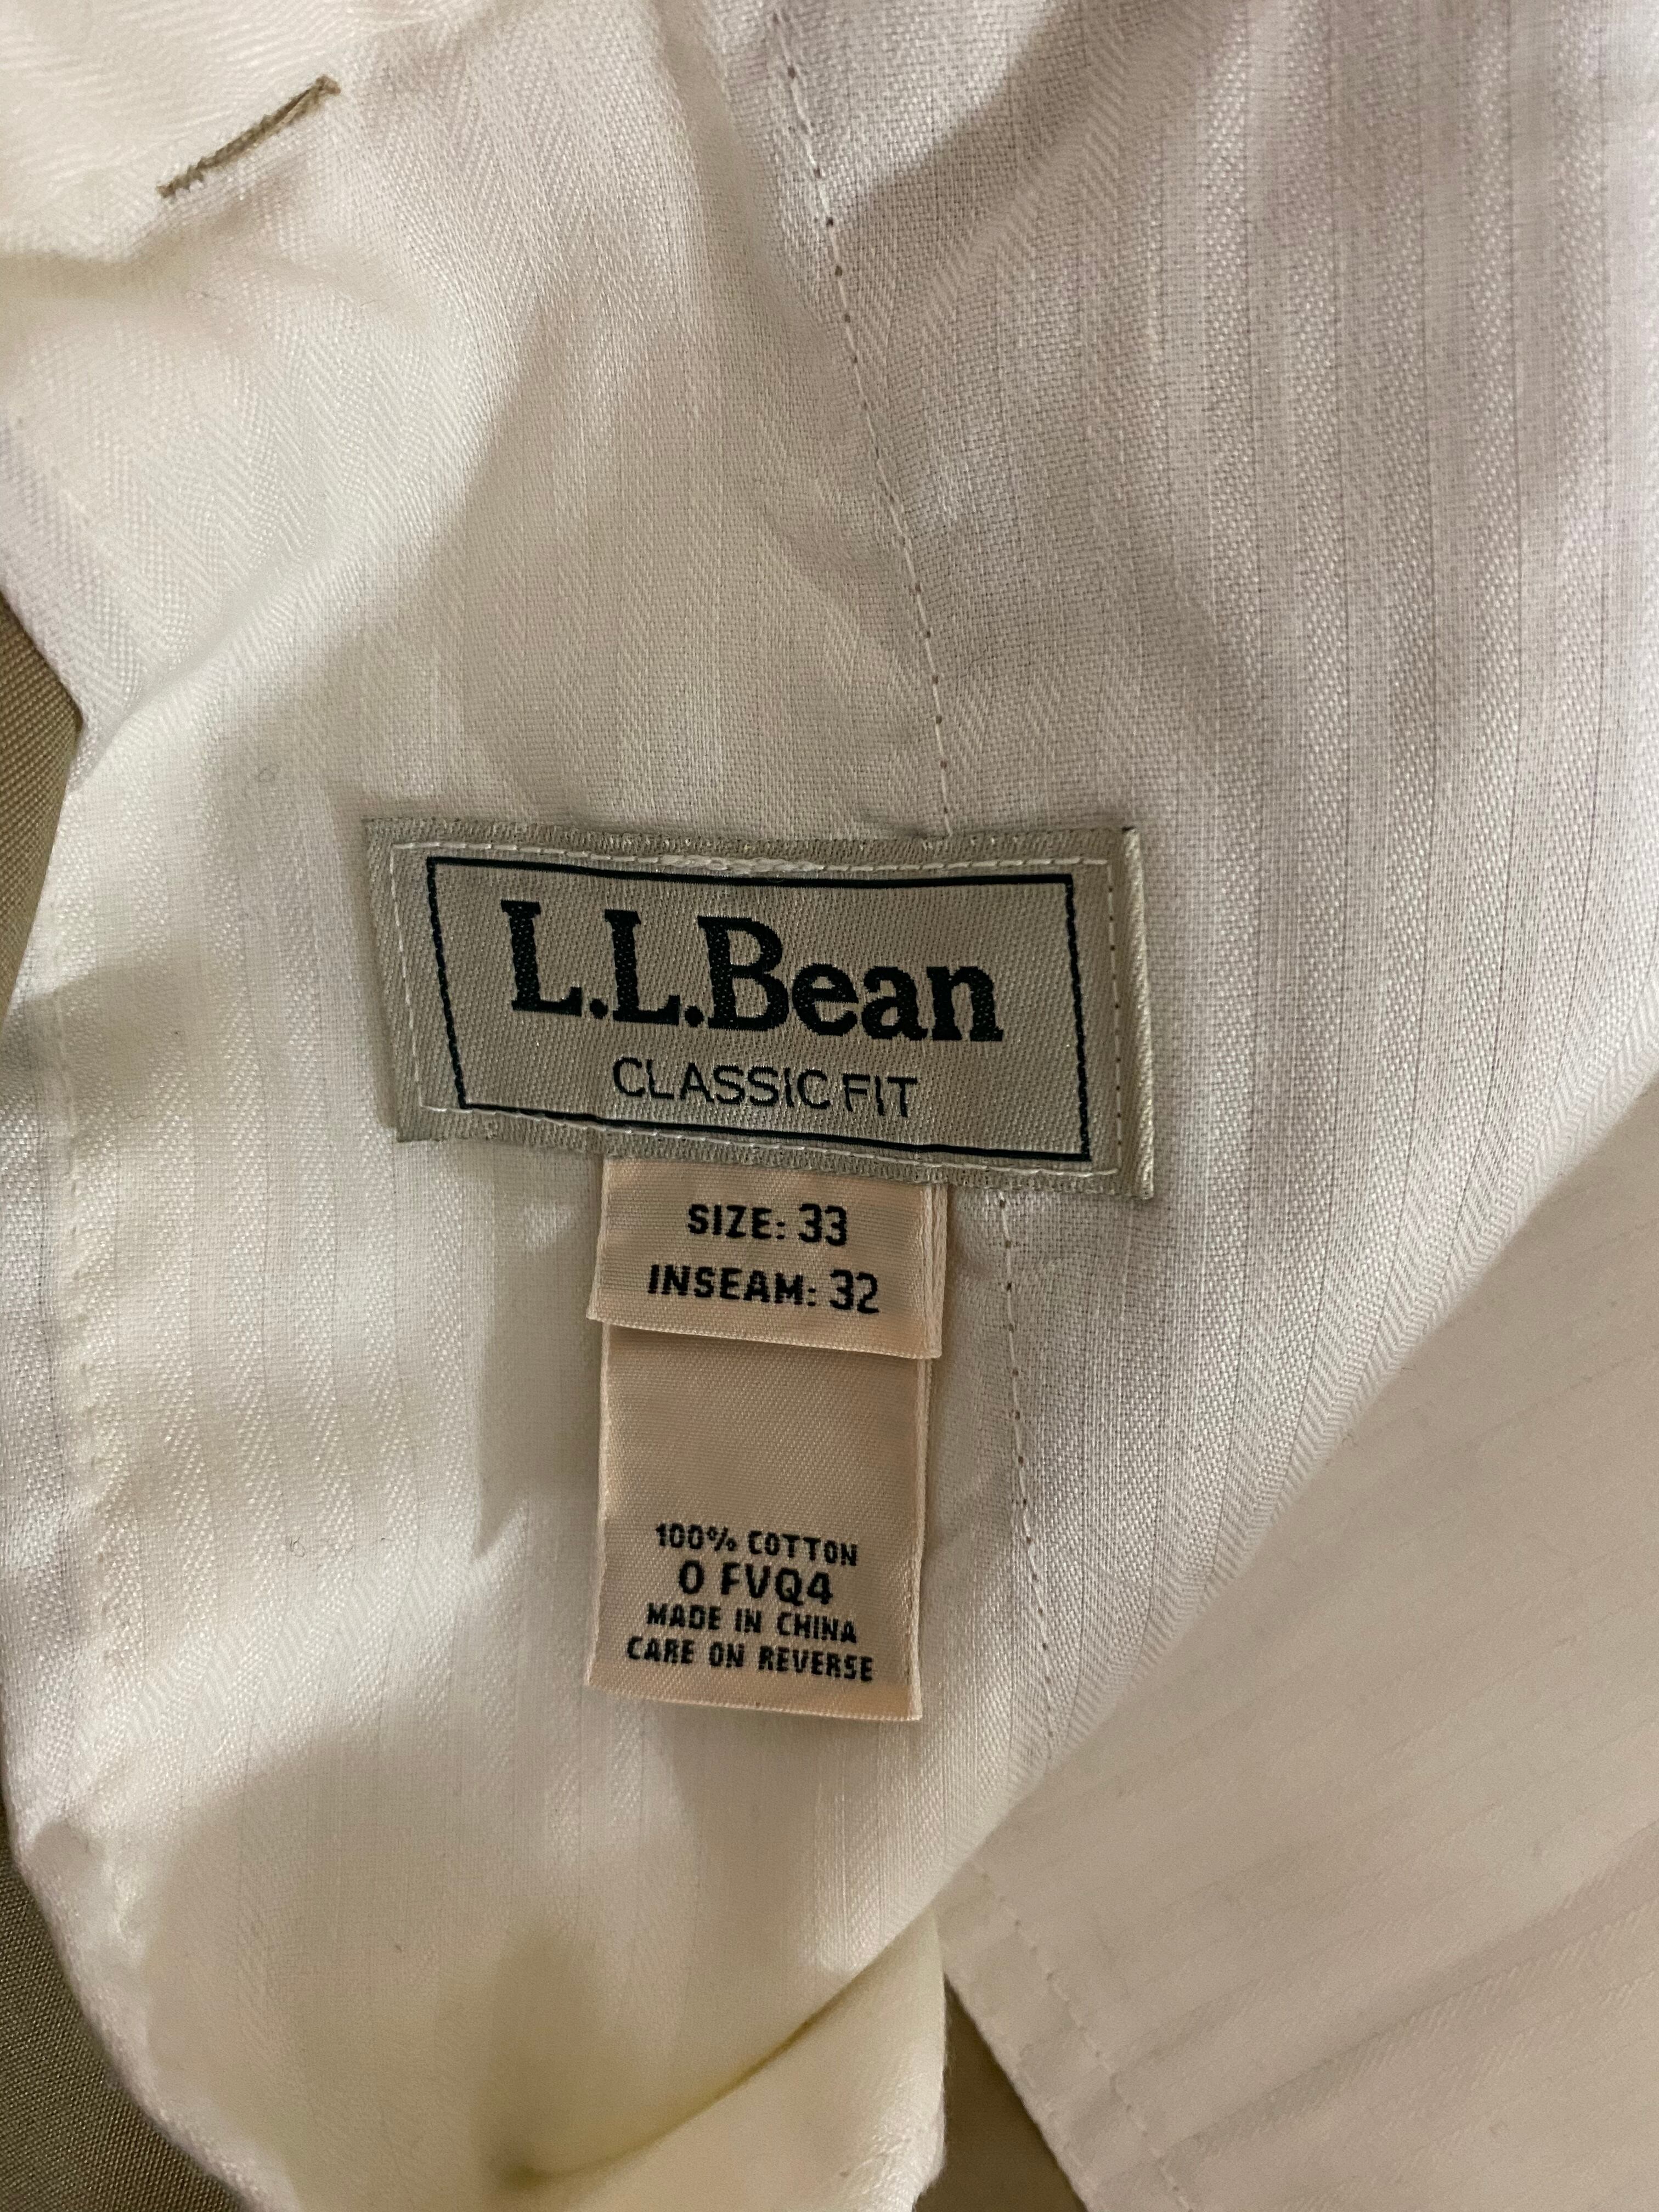 L.L.Bean
CLASSIC FIT
SIZE: 33
INSEAM: 32
100% COTTON
0 FVQ4
MADE IN CHINA
CARE ON REVERSE